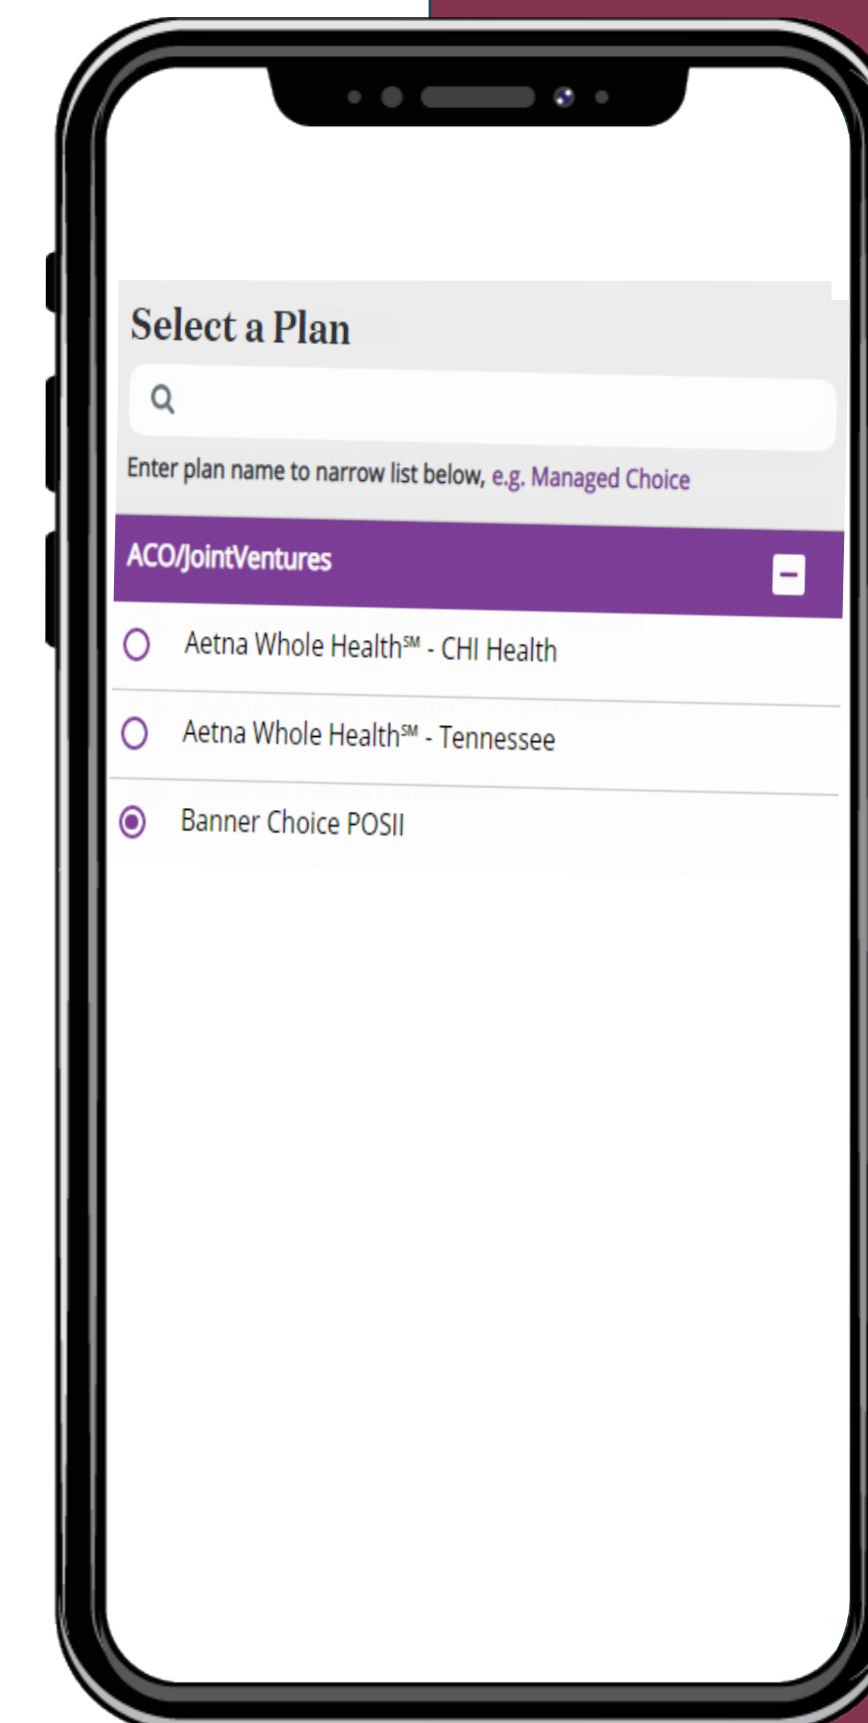 Select a Plan
Enter plan name to narrow list below, e.g. Managed Choice
ACO/JointVentures
Aetna Whole Health℠ - CHI Health
Aetna Whole Health℠ - Tennessee
Banner Choice POSII